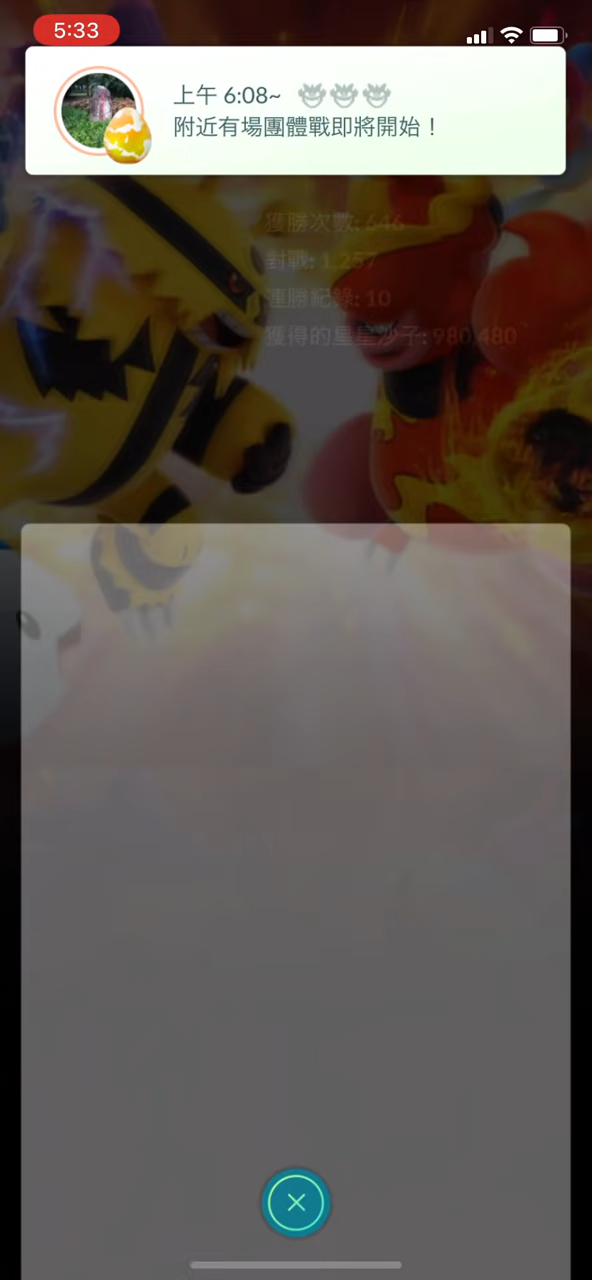 5:33
上午 6:08~
附近有場團體戰即將開始！
獲勝次數: 646
對戰: 1,257
連勝紀錄: 10
獲得的星星沙子: 980,480